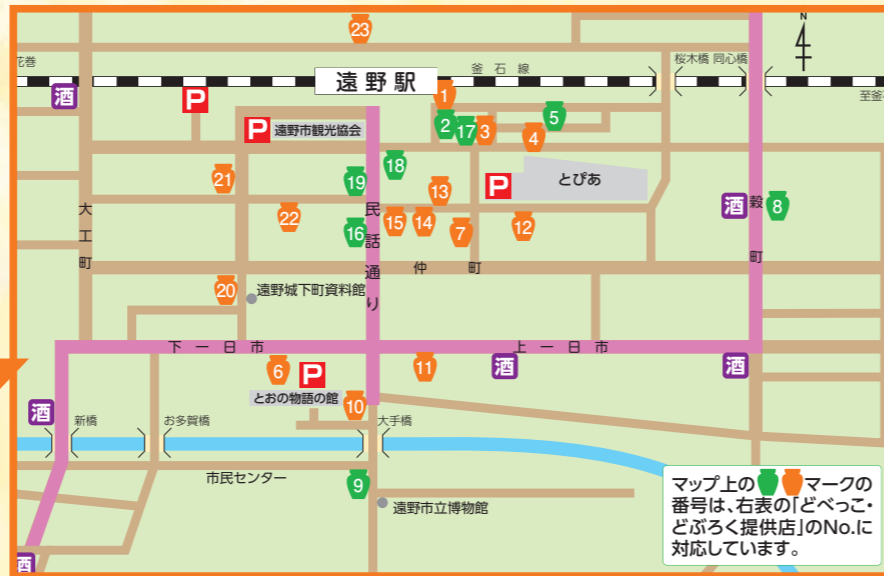 23
N
花巻
釜石線
桜木橋 同心橋
遠野駅
至釜
酒
P
1
P
遠野市観光協会
2
17
3
4
5
18
21
19
13
P
とぴあ
大工町
22
16
民話通り
15
14
7
12
酒
穀町
8
仲町
20
遠野城下町資料館
下一日市
上一日市
6
P
11
酒
酒
とおの物語の館
10
酒
新橋
お多賀橋
大手橋
市民センター
9
遠野市立博物館
酒
マップ上の マークの
番号は、右表の「どべっこ・
どぶろく提供店」のNo.に
対応しています。